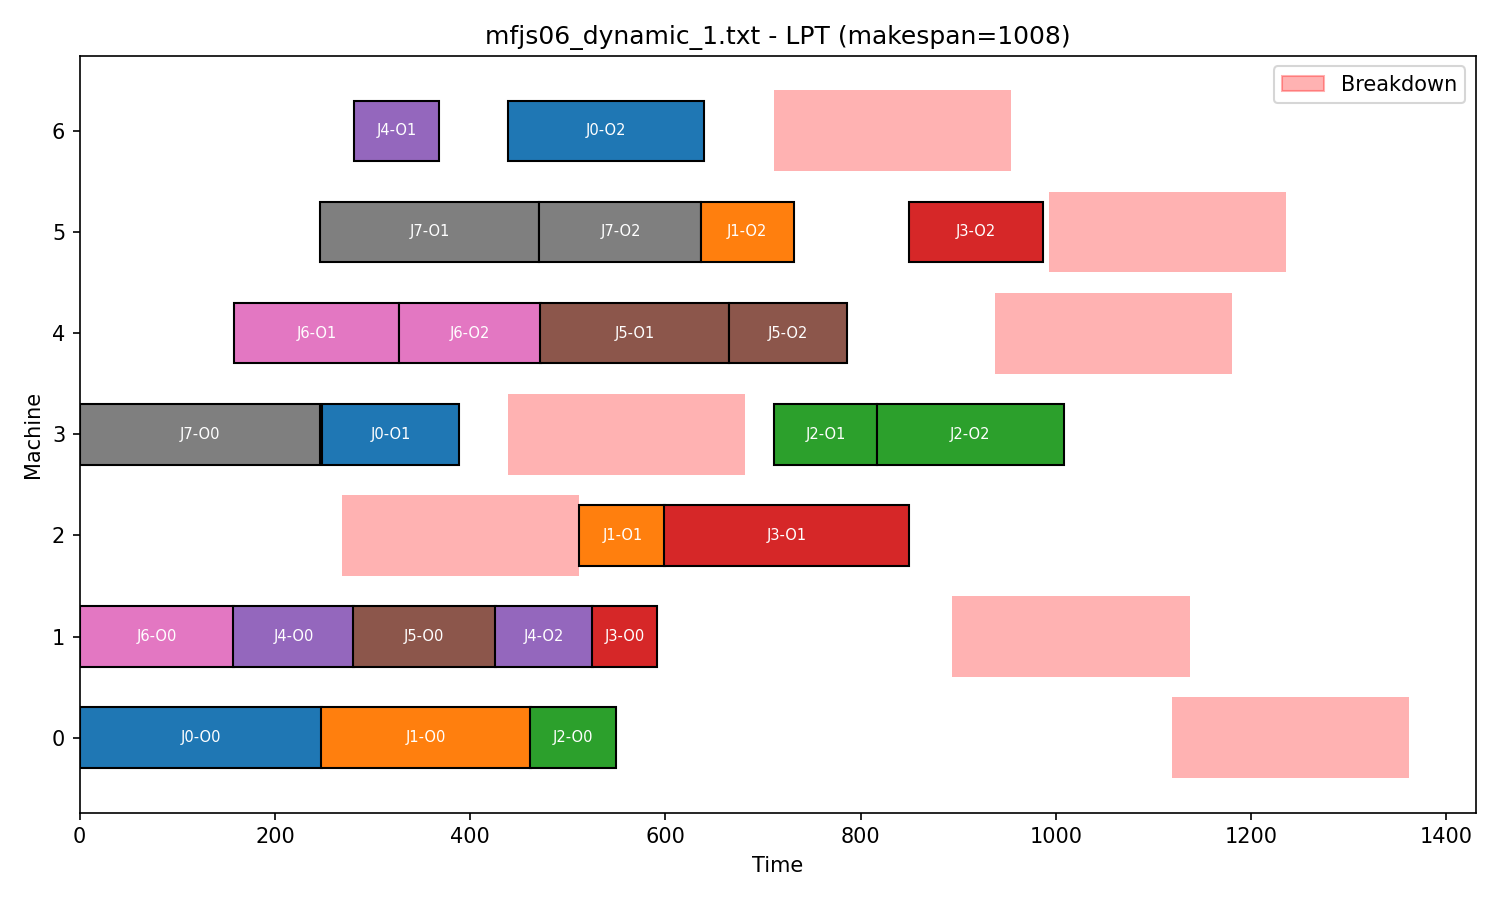 mfjs06_dynamic_1.txt - LPT (makespan=1008)
Breakdown
6
J4-O1 J0-O2
5
J7-O1 J7-O2 J1-O2 J3-O2
4
J6-O1 J6-O2 J5-O1 J5-O2
Machine
3
J7-O0 J0-O1 J2-O1 J2-O2
2
J1-O1 J3-O1
1
J6-O0 J4-O0 J5-O0 J4-O2 J3-O0
0
J0-O0 J1-O0 J2-O0
0 200 400 600 800 1000 1200 1400
Time